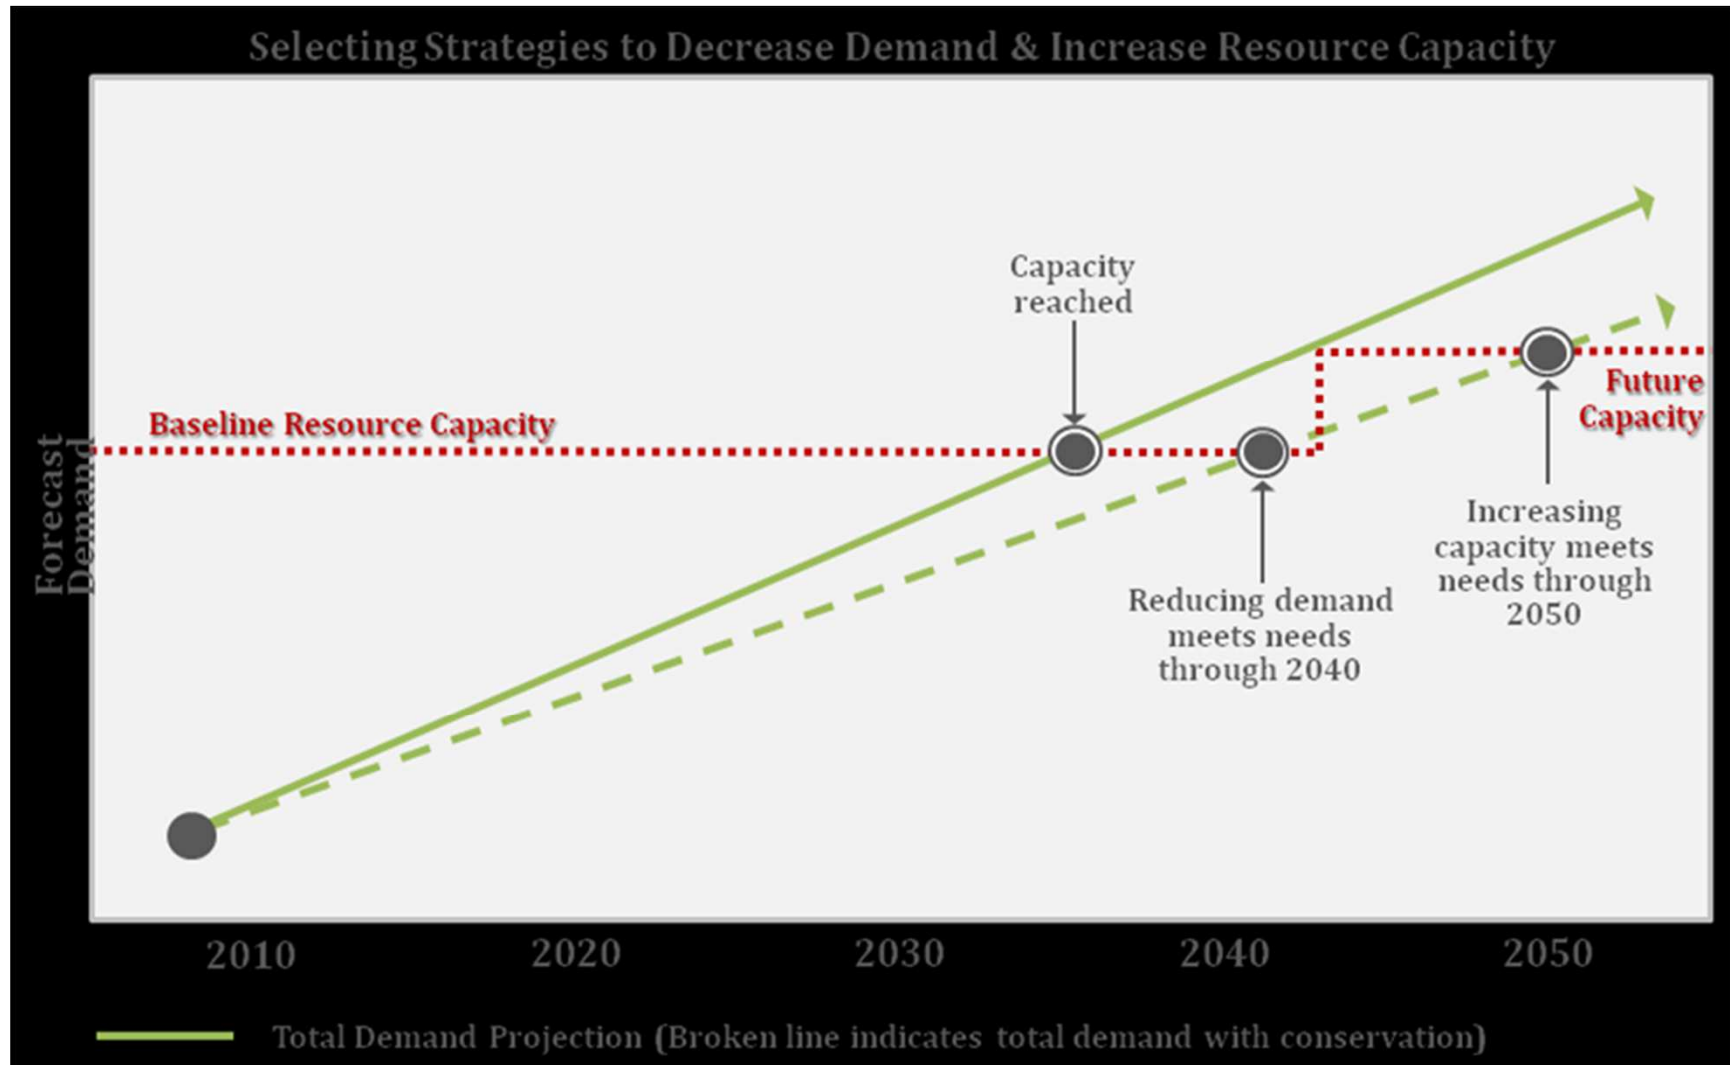 Selecting Strategies to Decrease Demand & Increase Resource Capacity
Capacity
reached
Baseline Resource Capacity
Future
Capacity
Forecast
Demand
Increasing
capacity meets
needs through
2050
Reducing demand
meets needs
through 2040
2010 2020 2030 2040 2050
Total Demand Projection (Broken line indicates total demand with conservation)